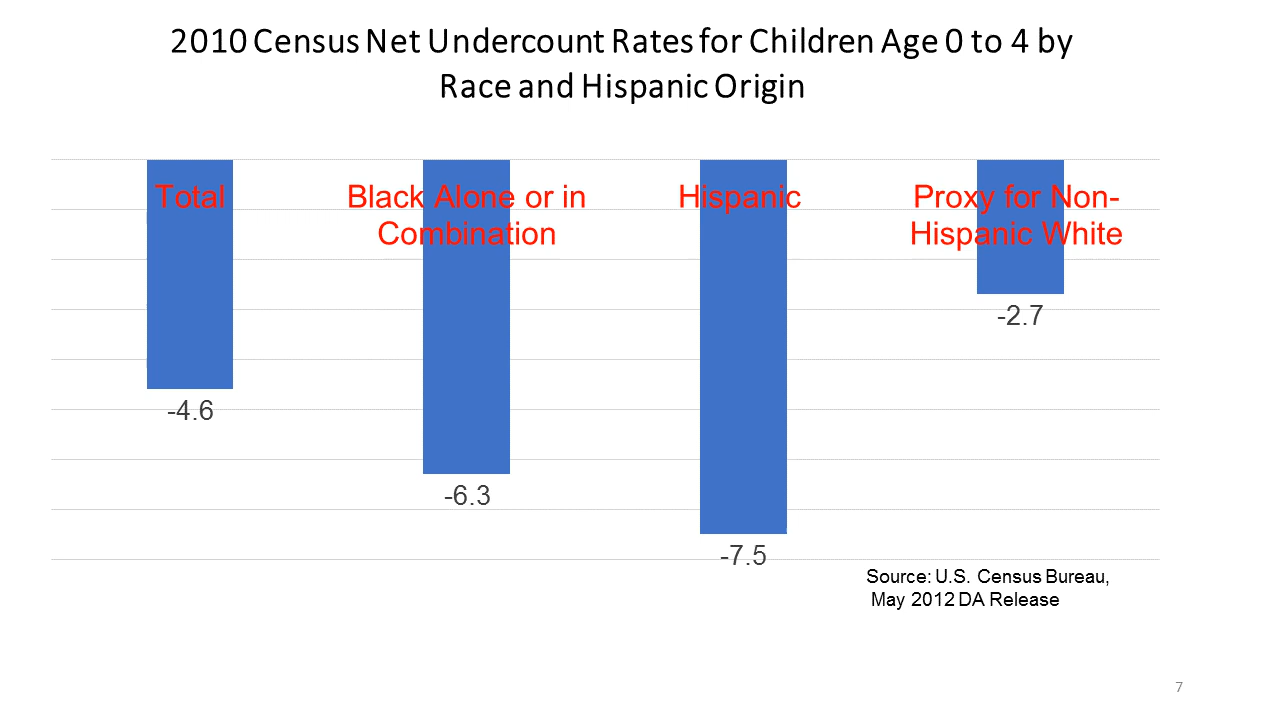 2010 Census Net Undercount Rates for Children Age 0 to 4 by
Race and Hispanic Origin
Total
Black Alone or in
Combination
Hispanic
Proxy for Non-
Hispanic White
-4.6
-6.3
-7.5
-2.7
Source: U.S. Census Bureau,
May 2012 DA Release
7